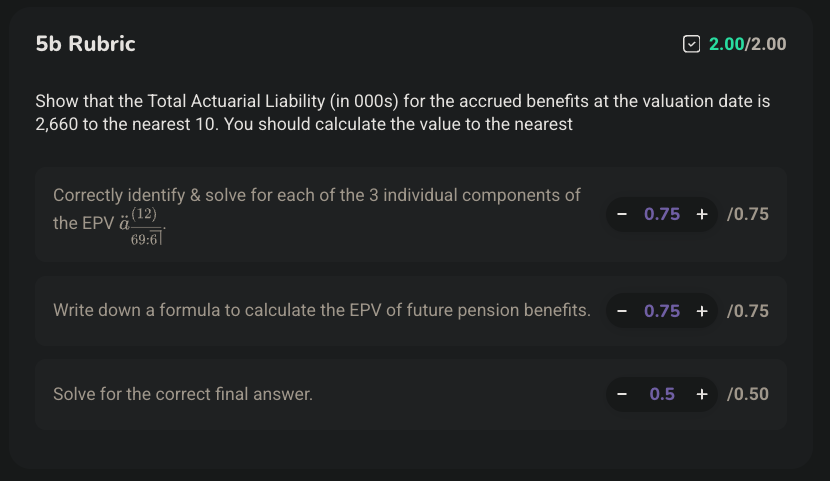 5b Rubric
2.00/2.00
Show that the Total Actuarial Liability (in 000s) for the accrued benefits at the valuation date is
2,660 to the nearest 10. You should calculate the value to the nearest
Correctly identify & solve for each of the 3 individual components of
the EPV $\ddot{a}^{(12)}_{\overline{69:\overline{6}|}}$.
− 0.75 + /0.75
Write down a formula to calculate the EPV of future pension benefits.
− 0.75 + /0.75
Solve for the correct final answer.
− 0.5 + /0.50